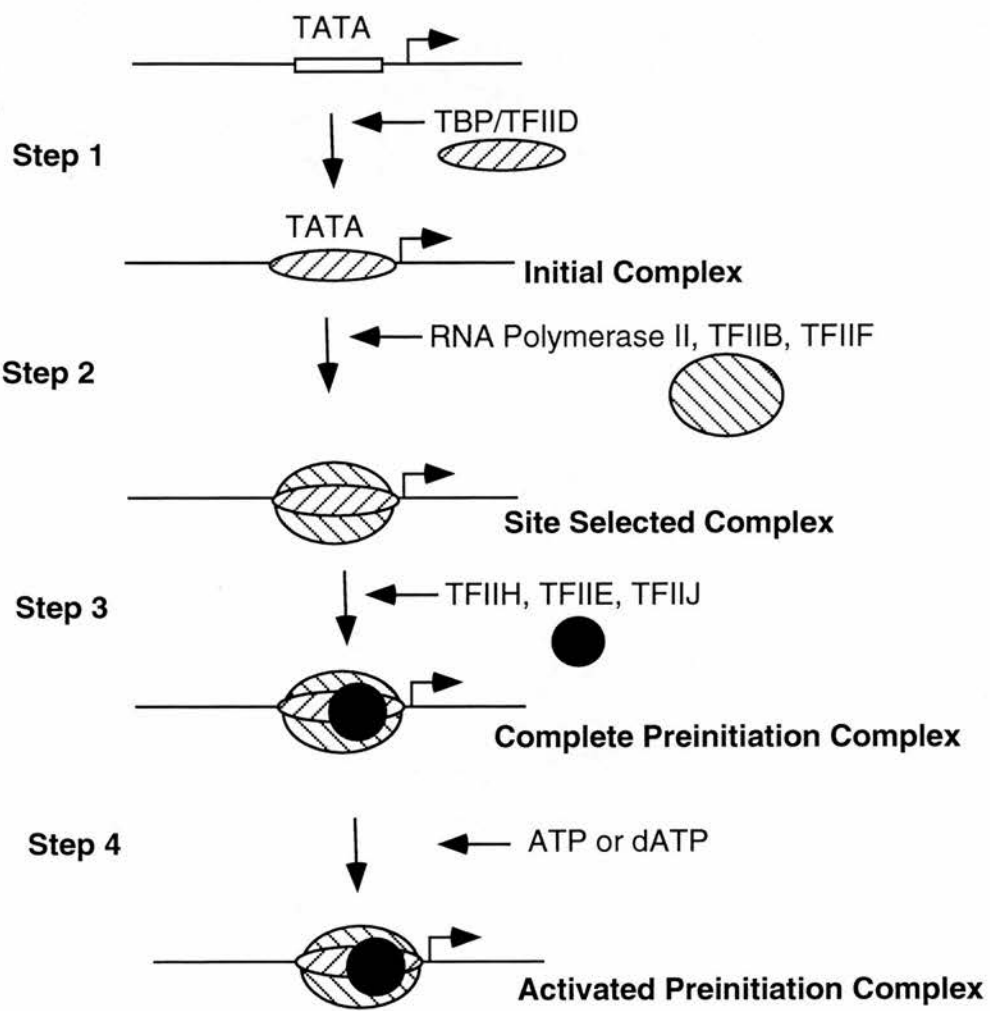 TATA
TBP/TFIID
Step 1
TATA
Initial Complex
RNA Polymerase II, TFIIB, TFIIF
Step 2
Site Selected Complex
TFIIH, TFIIE, TFIIJ
Step 3
Complete Preinitiation Complex
ATP or dATP
Step 4
Activated Preinitiation Complex